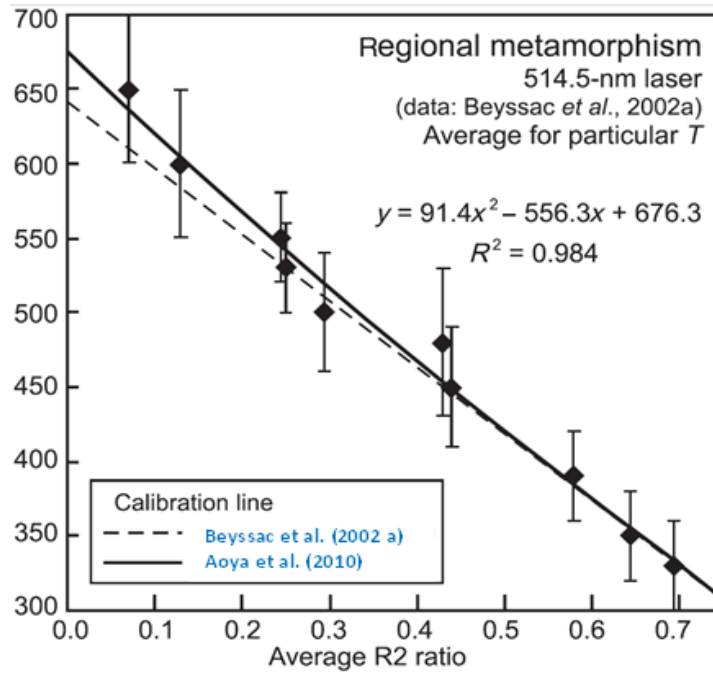 700
650
600
550
500
450
400
350
300
Regional metamorphism
514.5-nm laser
(data: Beyssac et al., 2002a)
Average for particular T
y = 91.4x² – 556.3x + 676.3
R² = 0.984
Calibration line
Beyssac et al. (2002 a)
Aoya et al. (2010)
0.0 0.1 0.2 0.3 0.4 0.5 0.6 0.7
Average R2 ratio